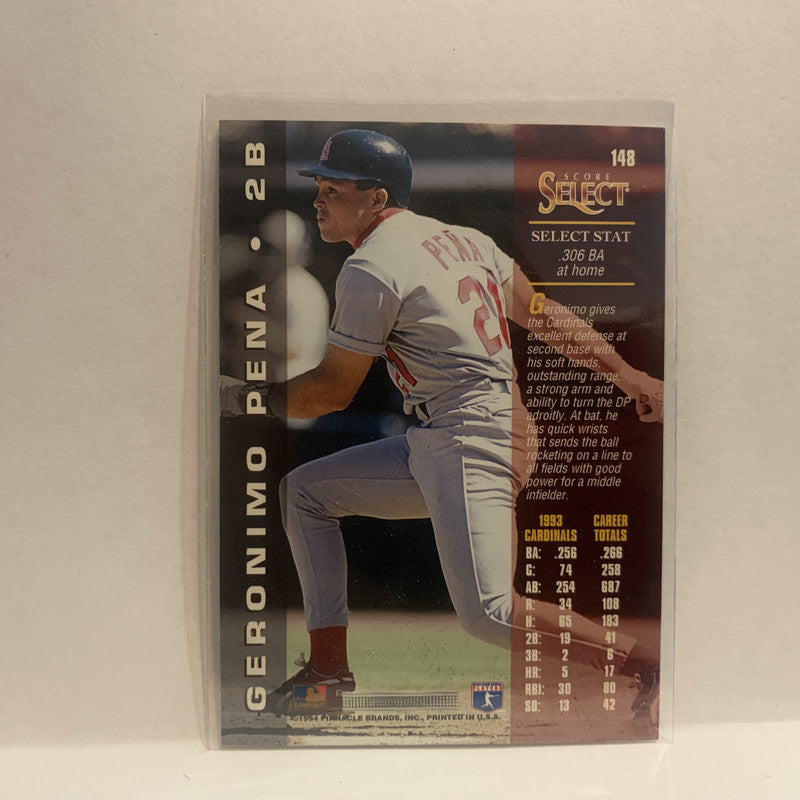 GERONIMO PENA • 2B
148
SCORE
SELECT
SELECT STAT
.306 BA
at home
Geronimo gives
the Cardinals
excellent defense at
second base with
his soft hands,
outstanding range,
a strong arm and
ability to turn the DP
adroitly. At bat, he
has quick wrists
that sends the ball
rocketing on a line to
all fields with good
power for a middle
infielder.
1993 CAREER
CARDINALS TOTALS
BA: .256 .266
G: 74 258
AB: 254 687
R: 34 108
H: 65 183
2B: 19 41
3B: 2 6
HR: 5 17
RBI: 30 80
SB: 13 42
PEÑA
21
PLAYERS
©1994 PINNACLE BRANDS, INC., PRINTED IN U.S.A.